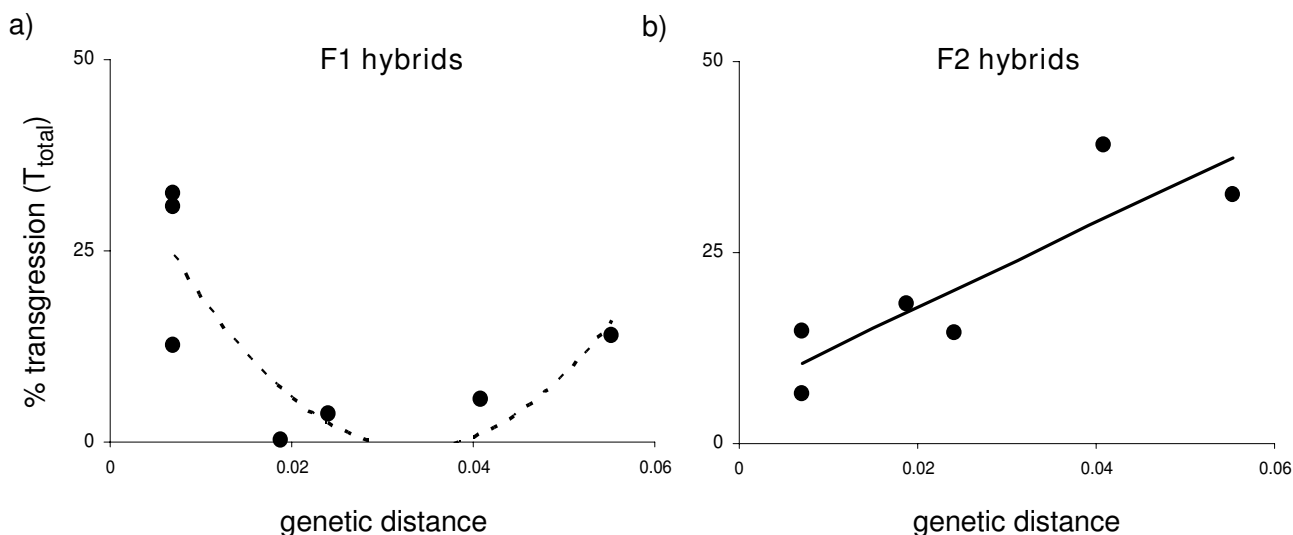 a)
F1 hybrids
50
25
0
% transgression (T_total)
0 0.02 0.04 0.06
genetic distance
b)
F2 hybrids
50
25
0
0 0.02 0.04 0.06
genetic distance